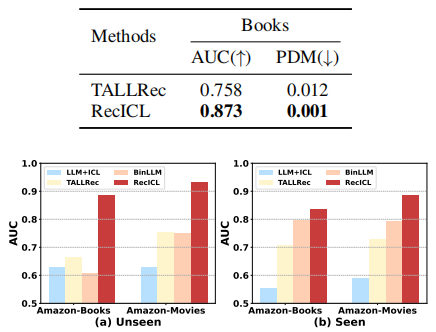 Methods Books
AUC(↑) PDM(↓)
TALLRec 0.758 0.012
RecICL 0.873 0.001
1.0
0.9
0.8
0.7
0.6
0.5
AUC
LLM+ICL BinLLM
TALLRec RecICL
Amazon-Books Amazon-Movies
(a) Unseen
1.0
0.9
0.8
0.7
0.6
0.5
AUC
LLM+ICL BinLLM
TALLRec RecICL
Amazon-Books Amazon-Movies
(b) Seen